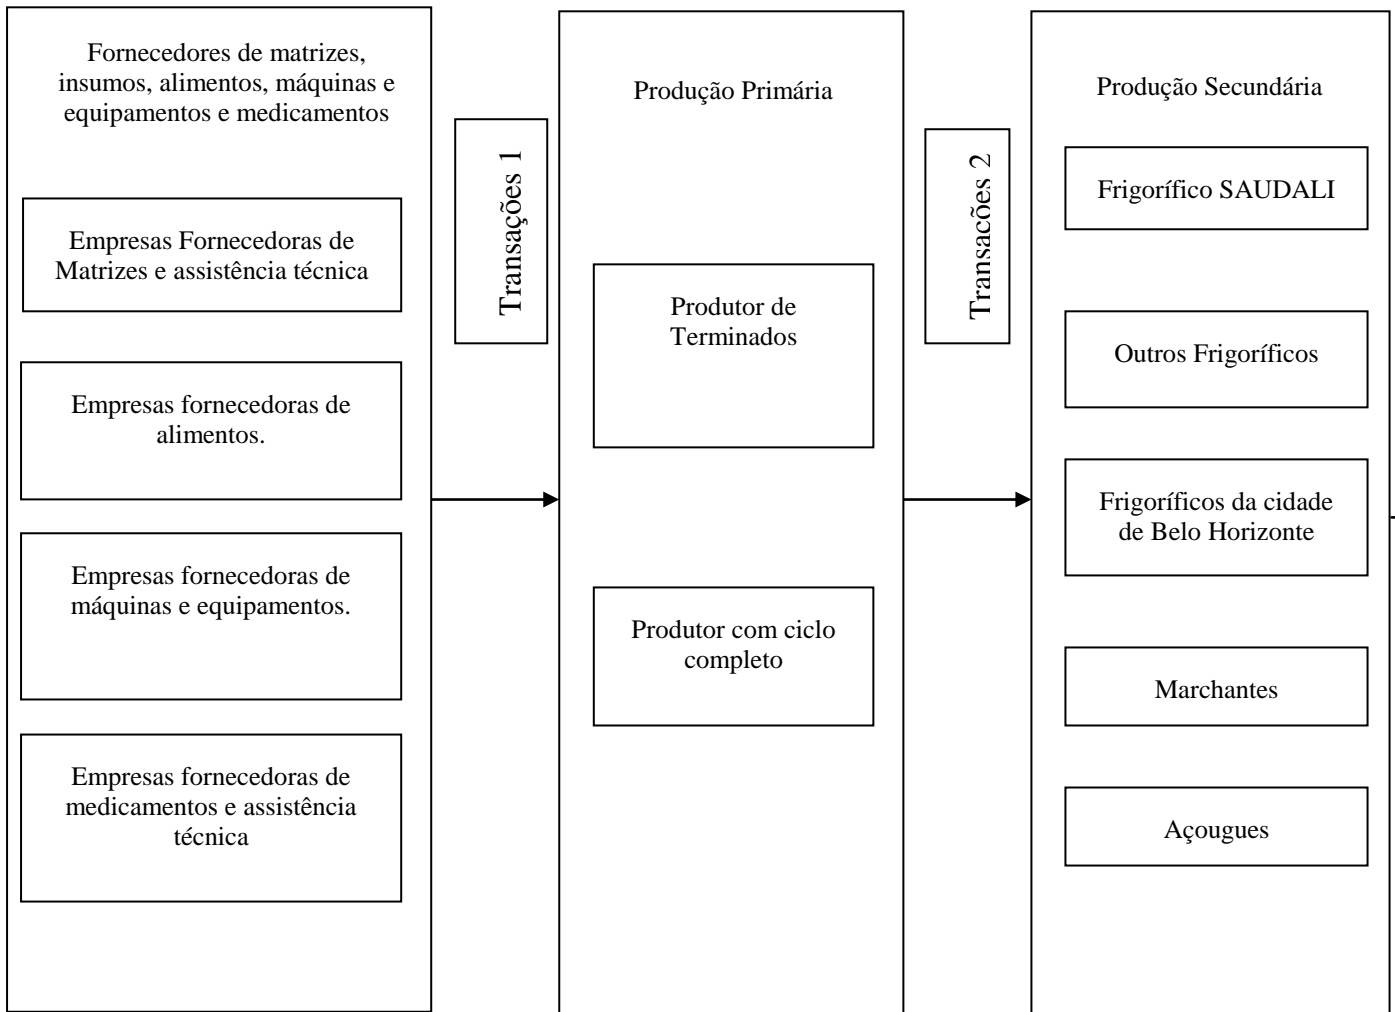 Fornecedores de matrizes,
insumos, alimentos, máquinas e
equipamentos e medicamentos
Empresas Fornecedoras de
Matrizes e assistência técnica
Empresas fornecedoras de
alimentos.
Empresas fornecedoras de
máquinas e equipamentos.
Empresas fornecedoras de
medicamentos e assistência
técnica
Transações 1
Produção Primária
Produtor de
Terminados
Produtor com ciclo
completo
Transacões 2
Produção Secundária
Frigorífico SAUDALI
Outros Frigoríficos
Frigoríficos da cidade
de Belo Horizonte
Marchantes
Açougues